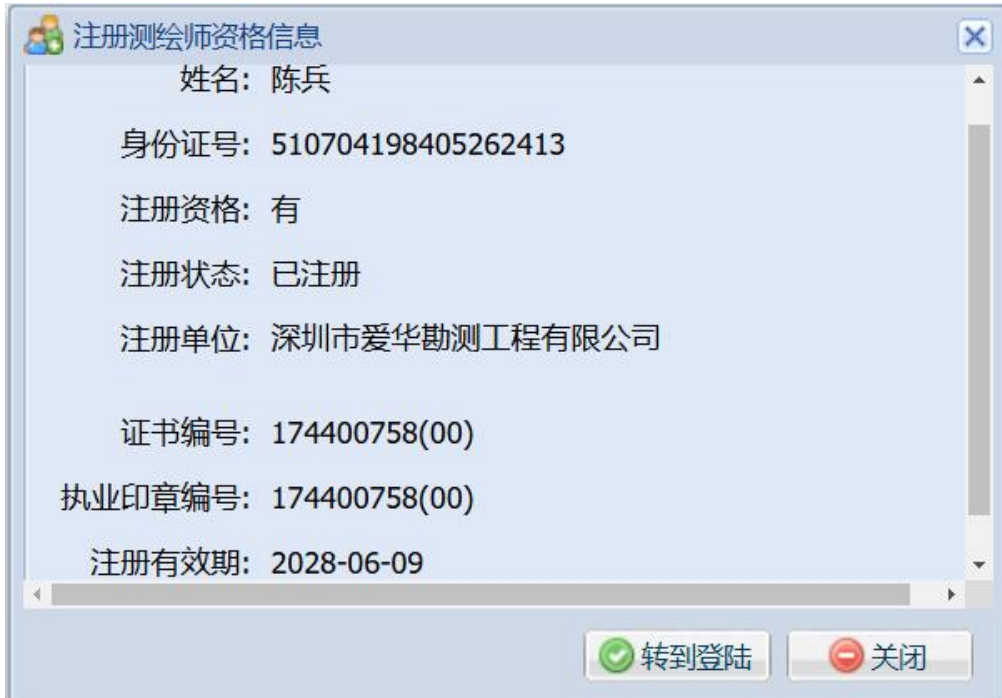 注册测绘师资格信息
姓名: 陈兵
身份证号: 510704198405262413
注册资格: 有
注册状态: 已注册
注册单位: 深圳市爱华勘测工程有限公司
证书编号: 174400758(00)
执业印章编号: 174400758(00)
注册有效期: 2028-06-09
转到登陆 关闭